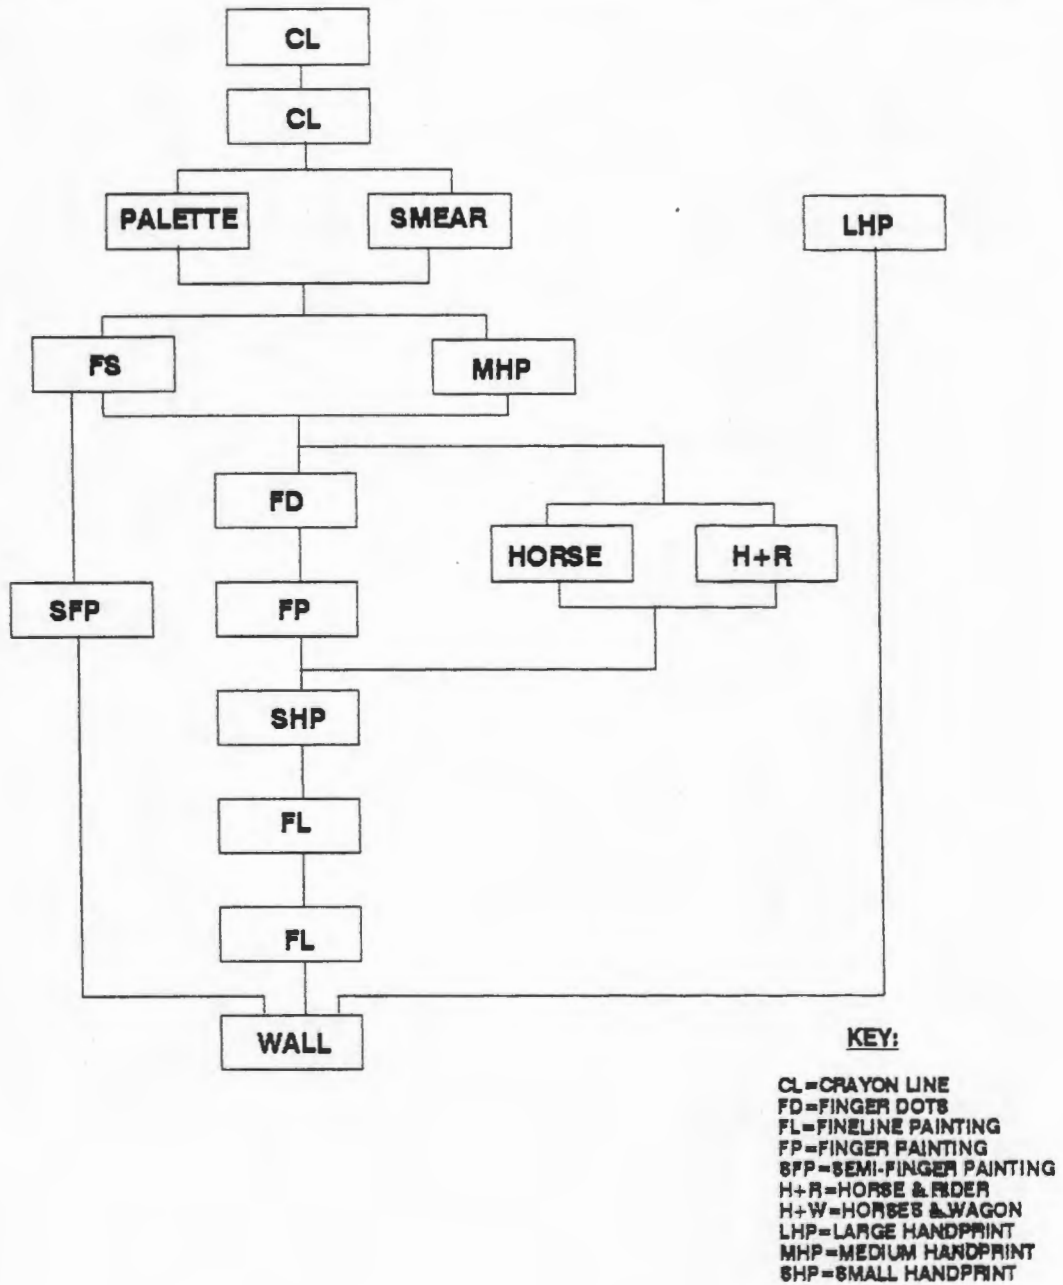 CL
CL
PALETTE
SMEAR
LHP
FS
MHP
FD
HORSE
H+R
SFP
FP
SHP
FL
FL
WALL
KEY:
CL=CRAYON LINE
FD=FINGER DOTS
FL=FINELINE PAINTING
FP=FINGER PAINTING
SFP=SEMI-FINGER PAINTING
H+R=HORSE & RIDER
H+W=HORSES & WAGON
LHP=LARGE HANDPRINT
MHP=MEDIUM HANDPRINT
SHP=SMALL HANDPRINT